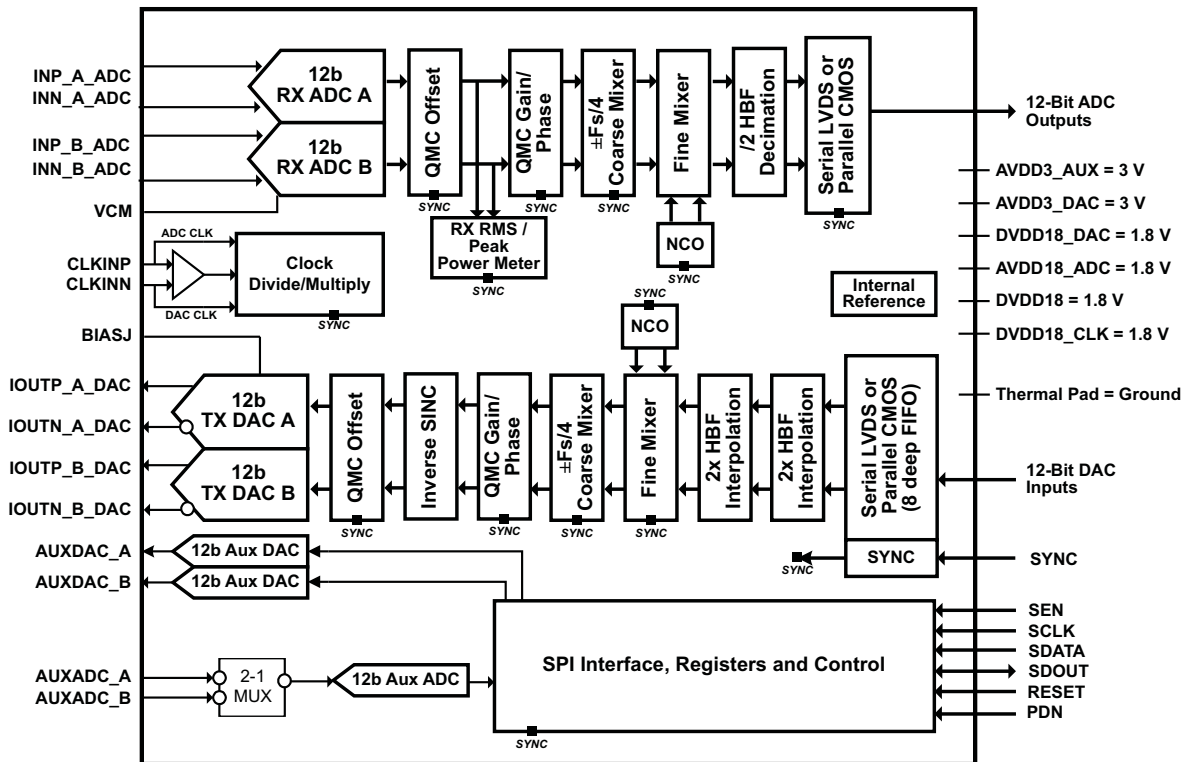 INP_A_ADC
INN_A_ADC
INP_B_ADC
INN_B_ADC
VCM
12b
RX ADC A
12b
RX ADC B
QMC Offset
SYNC
QMC Gain/
Phase
SYNC
±Fs/4
Coarse Mixer
SYNC
Fine Mixer
/2 HBF
Decimation
Serial LVDS or
Parallel CMOS
SYNC
12-Bit ADC
Outputs
RX RMS /
Peak
Power Meter
SYNC
NCO
SYNC
ADC CLK
CLKINP
CLKINN
DAC CLK
Clock
Divide/Multiply
SYNC
Internal
Reference
AVDD3_AUX = 3 V
AVDD3_DAC = 3 V
DVDD18_DAC = 1.8 V
AVDD18_ADC = 1.8 V
DVDD18 = 1.8 V
DVDD18_CLK = 1.8 V
Thermal Pad = Ground
BIASJ
SYNC
NCO
IOUTP_A_DAC
IOUTN_A_DAC
IOUTP_B_DAC
IOUTN_B_DAC
12b
TX DAC A
12b
TX DAC B
QMC Offset
SYNC
Inverse SINC
QMC Gain/
Phase
SYNC
±Fs/4
Coarse Mixer
SYNC
Fine Mixer
SYNC
2x HBF
Interpolation
2x HBF
Interpolation
Serial LVDS or
Parallel CMOS
(8 deep FIFO)
12-Bit DAC
Inputs
SYNC
SYNC
SYNC
AUXDAC_A
AUXDAC_B
12b Aux DAC
12b Aux DAC
AUXADC_A
AUXADC_B
2-1
MUX
12b Aux ADC
SPI Interface, Registers and Control
SYNC
SEN
SCLK
SDATA
SDOUT
RESET
PDN